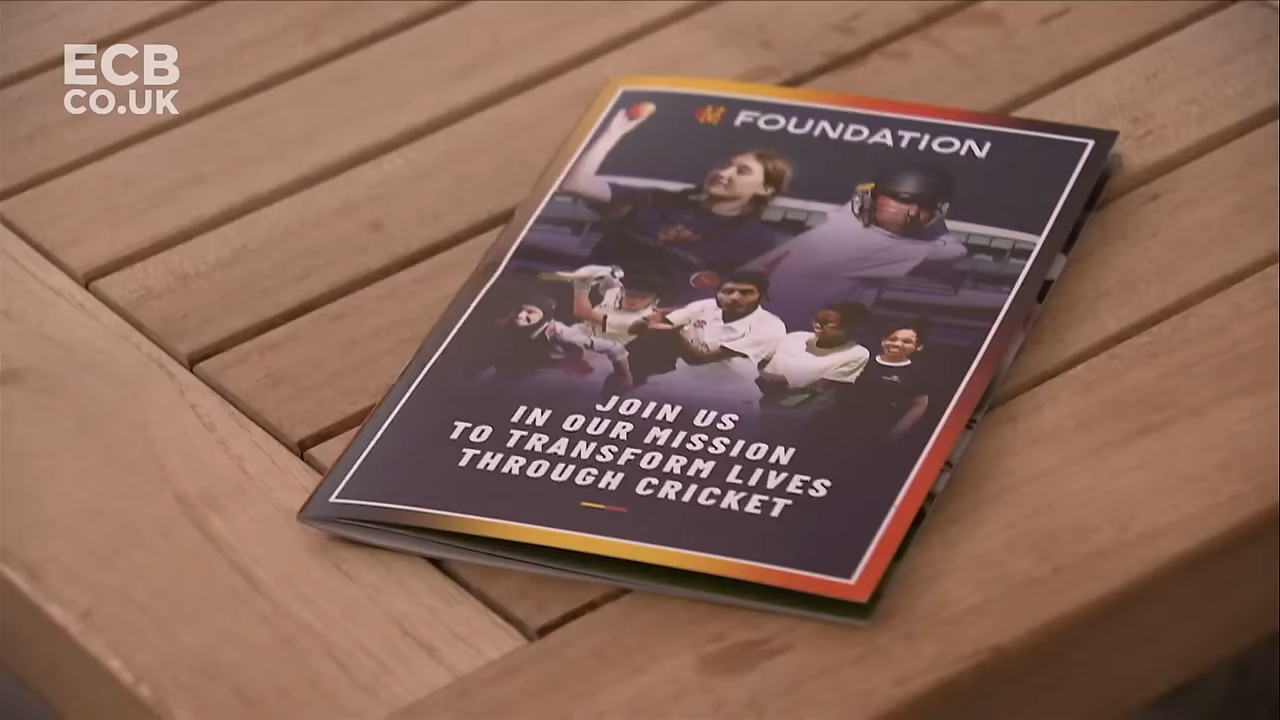 ECB
CO.UK
FOUNDATION
JOIN US
IN OUR MISSION
TO TRANSFORM LIVES
THROUGH CRICKET